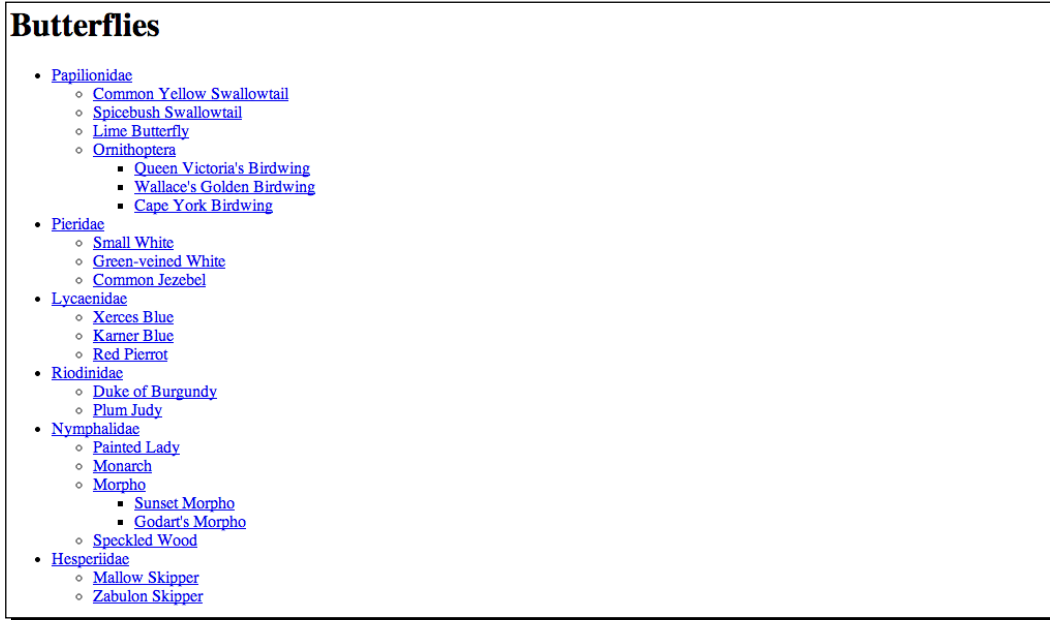 Butterflies
Papilionidae
Common Yellow Swallowtail
Spicebush Swallowtail
Lime Butterfly
Ornithoptera
Queen Victoria's Birdwing
Wallace's Golden Birdwing
Cape York Birdwing
Pieridae
Small White
Green-veined White
Common Jezebel
Lycaenidae
Xerces Blue
Karner Blue
Red Pierrot
Riodinidae
Duke of Burgundy
Plum Judy
Nymphalidae
Painted Lady
Monarch
Morpho
Sunset Morpho
Godart's Morpho
Speckled Wood
Hesperiidae
Mallow Skipper
Zabulon Skipper